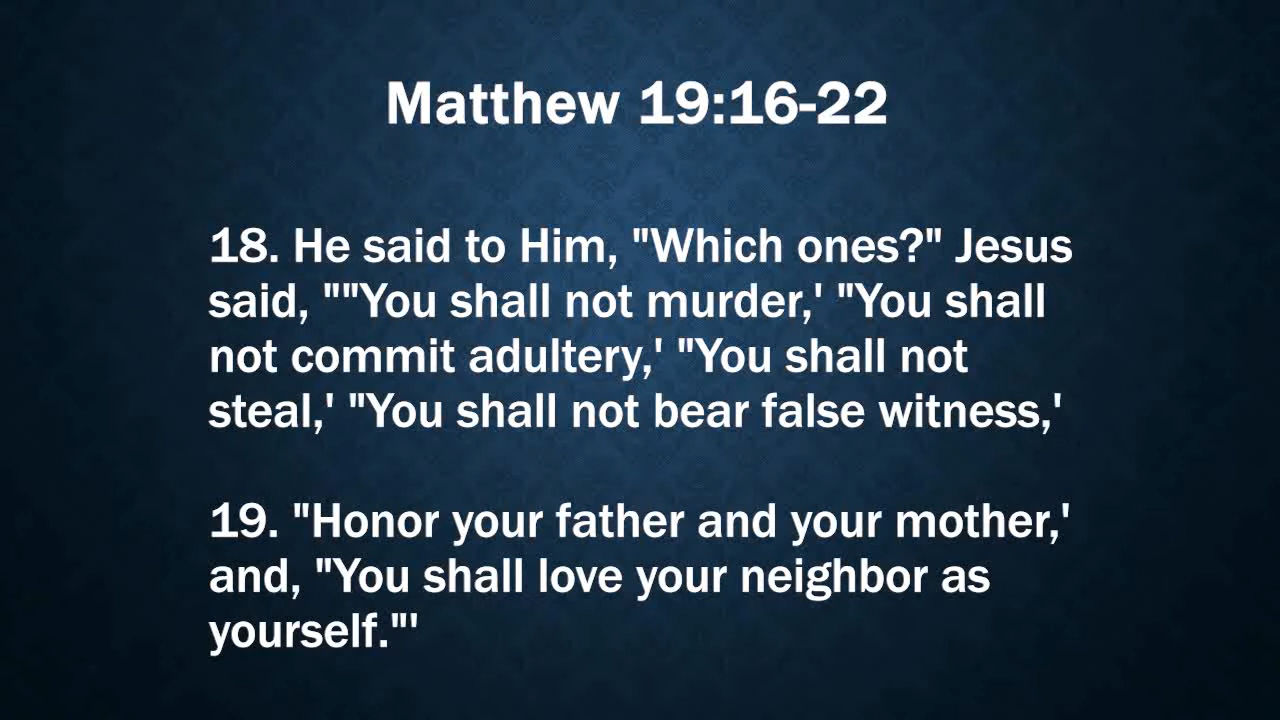 Matthew 19:16-22
18. He said to Him, "Which ones?" Jesus
said, ""You shall not murder,' "You shall
not commit adultery,' "You shall not
steal,' "You shall not bear false witness,'
19. "Honor your father and your mother,'
and, "You shall love your neighbor as
yourself."'